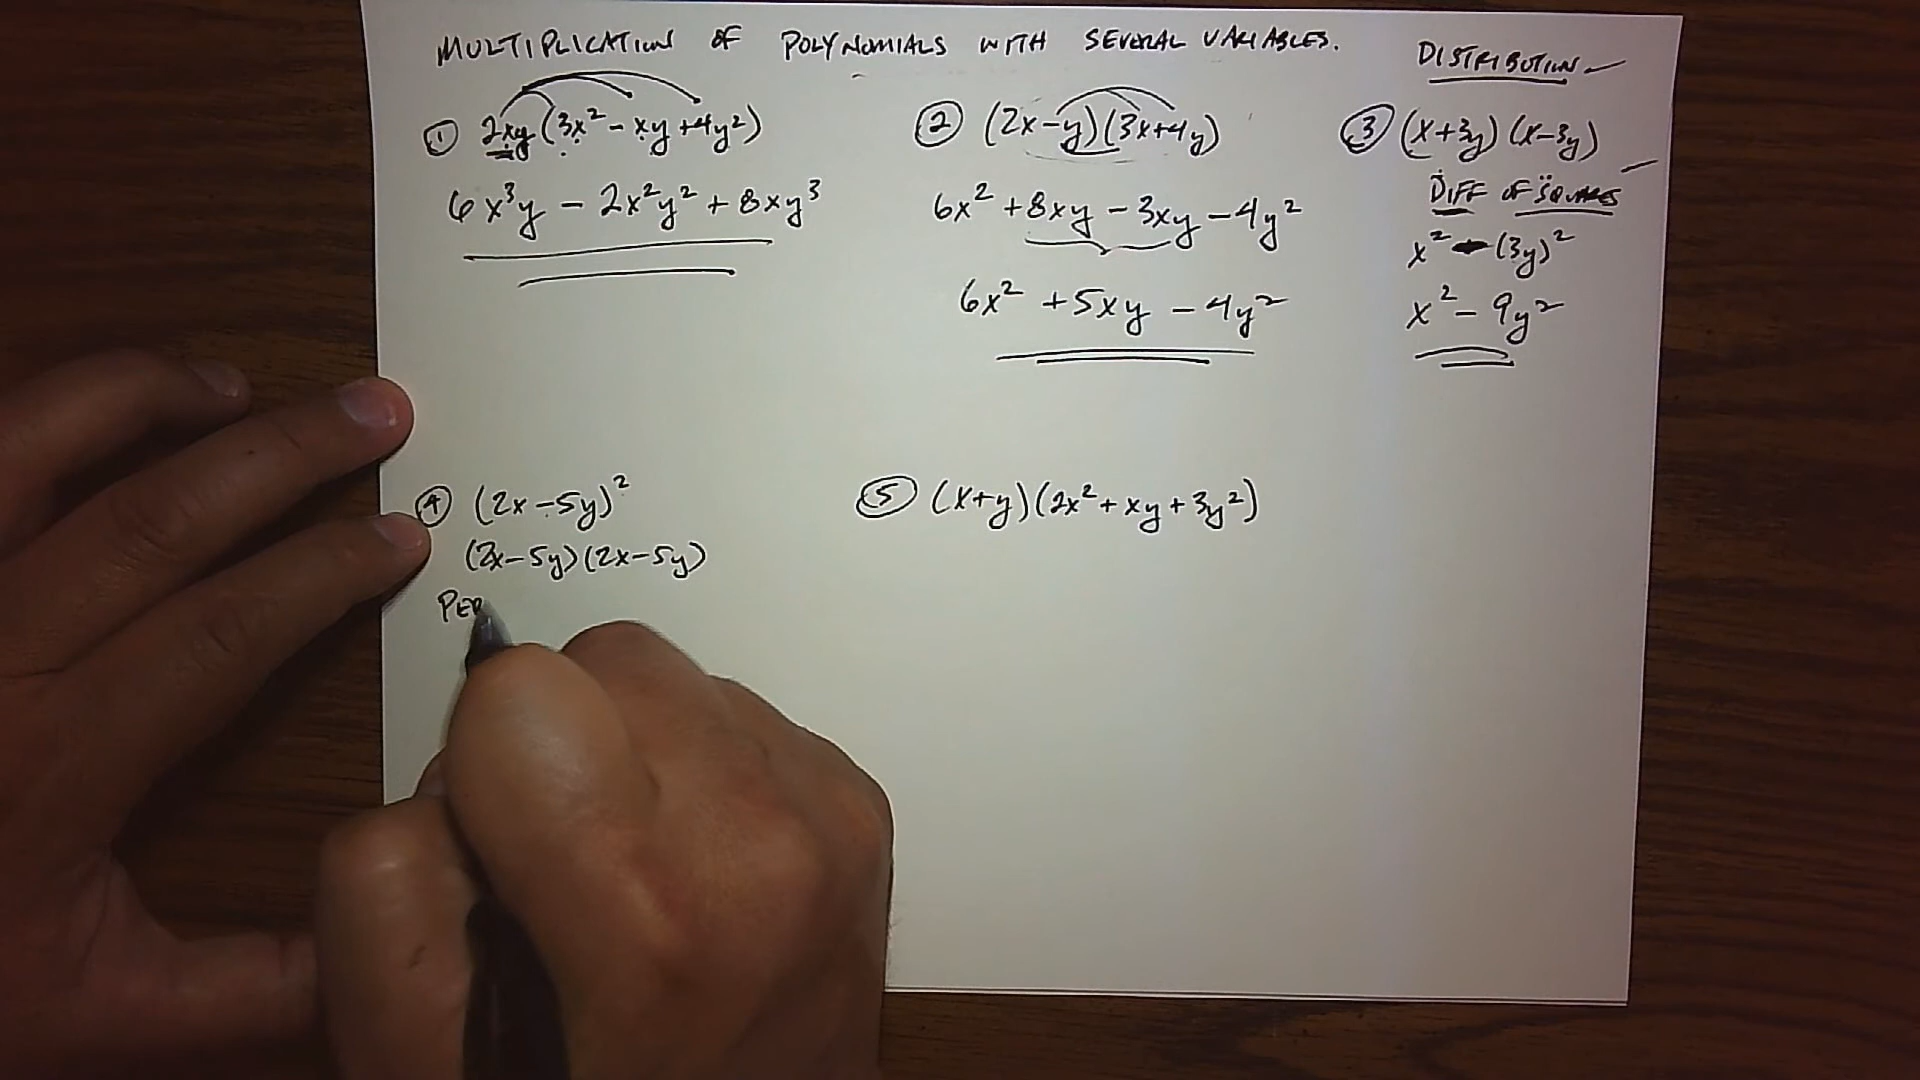 MULTIPLICATION OF POLYNOMIALS WITH SEVERAL VARIABLES.
DISTRIBUTION
① 2xy(3x² - xy + 4y²)
6x³y - 2x²y² + 8xy³
② (2x - y)(3x + 4y)
6x² + 8xy - 3xy - 4y²
6x² + 5xy - 4y²
③ (x + 3y)(x - 3y)
DIFF OF SQUARES
x² - (3y)²
x² - 9y²
④ (2x - 5y)²
(2x - 5y)(2x - 5y)
PER
⑤ (x + y)(2x² + xy + 3y²)